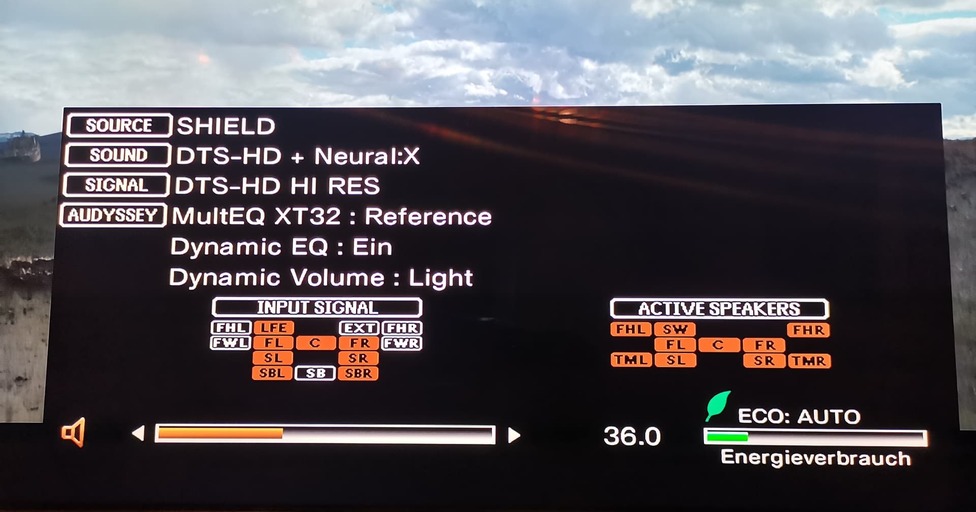 SOURCE SHIELD
SOUND DTS-HD + Neural:X
SIGNAL DTS-HD HI RES
AUDYSSEY MultEQ XT32 : Reference
Dynamic EQ : Ein
Dynamic Volume : Light
INPUT SIGNAL ACTIVE SPEAKERS
FHL LFE EXT FHR FHL SW FHR
FWL FL C FR FWR FL C FR
SL SR TML SL SR TMR
SBL SB SBR
ECO: AUTO
36.0
Energieverbrauch